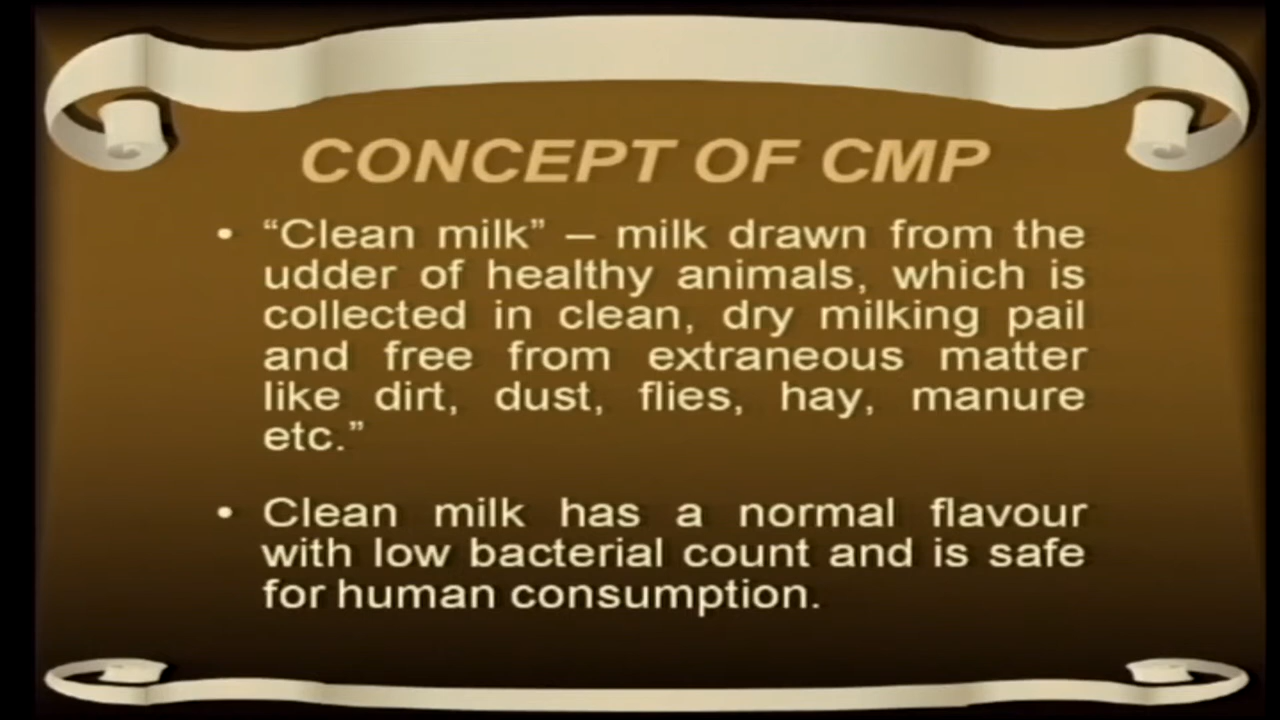 CONCEPT OF CMP
• “Clean milk” – milk drawn from the
udder of healthy animals, which is
collected in clean, dry milking pail
and free from extraneous matter
like dirt, dust, flies, hay, manure
etc.”
• Clean milk has a normal flavour
with low bacterial count and is safe
for human consumption.